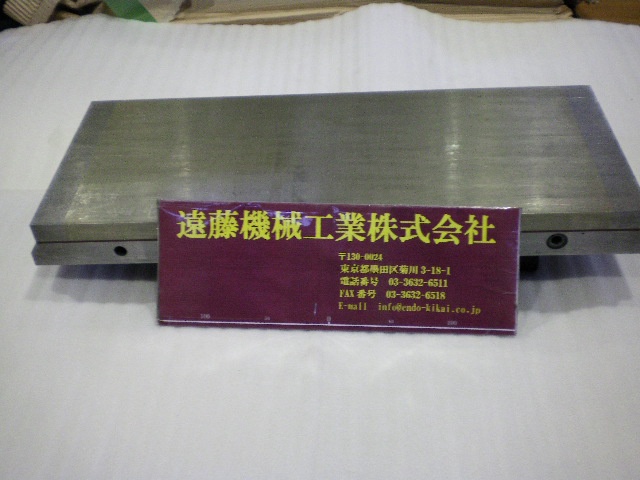 遠藤機械工業株式会社
〒130-0024
東京都墨田区菊川 3-18-1
電話番号 03-3632-6511
FAX 番号 03-3632-6518
E-mail info@endo-kikai.co.jp